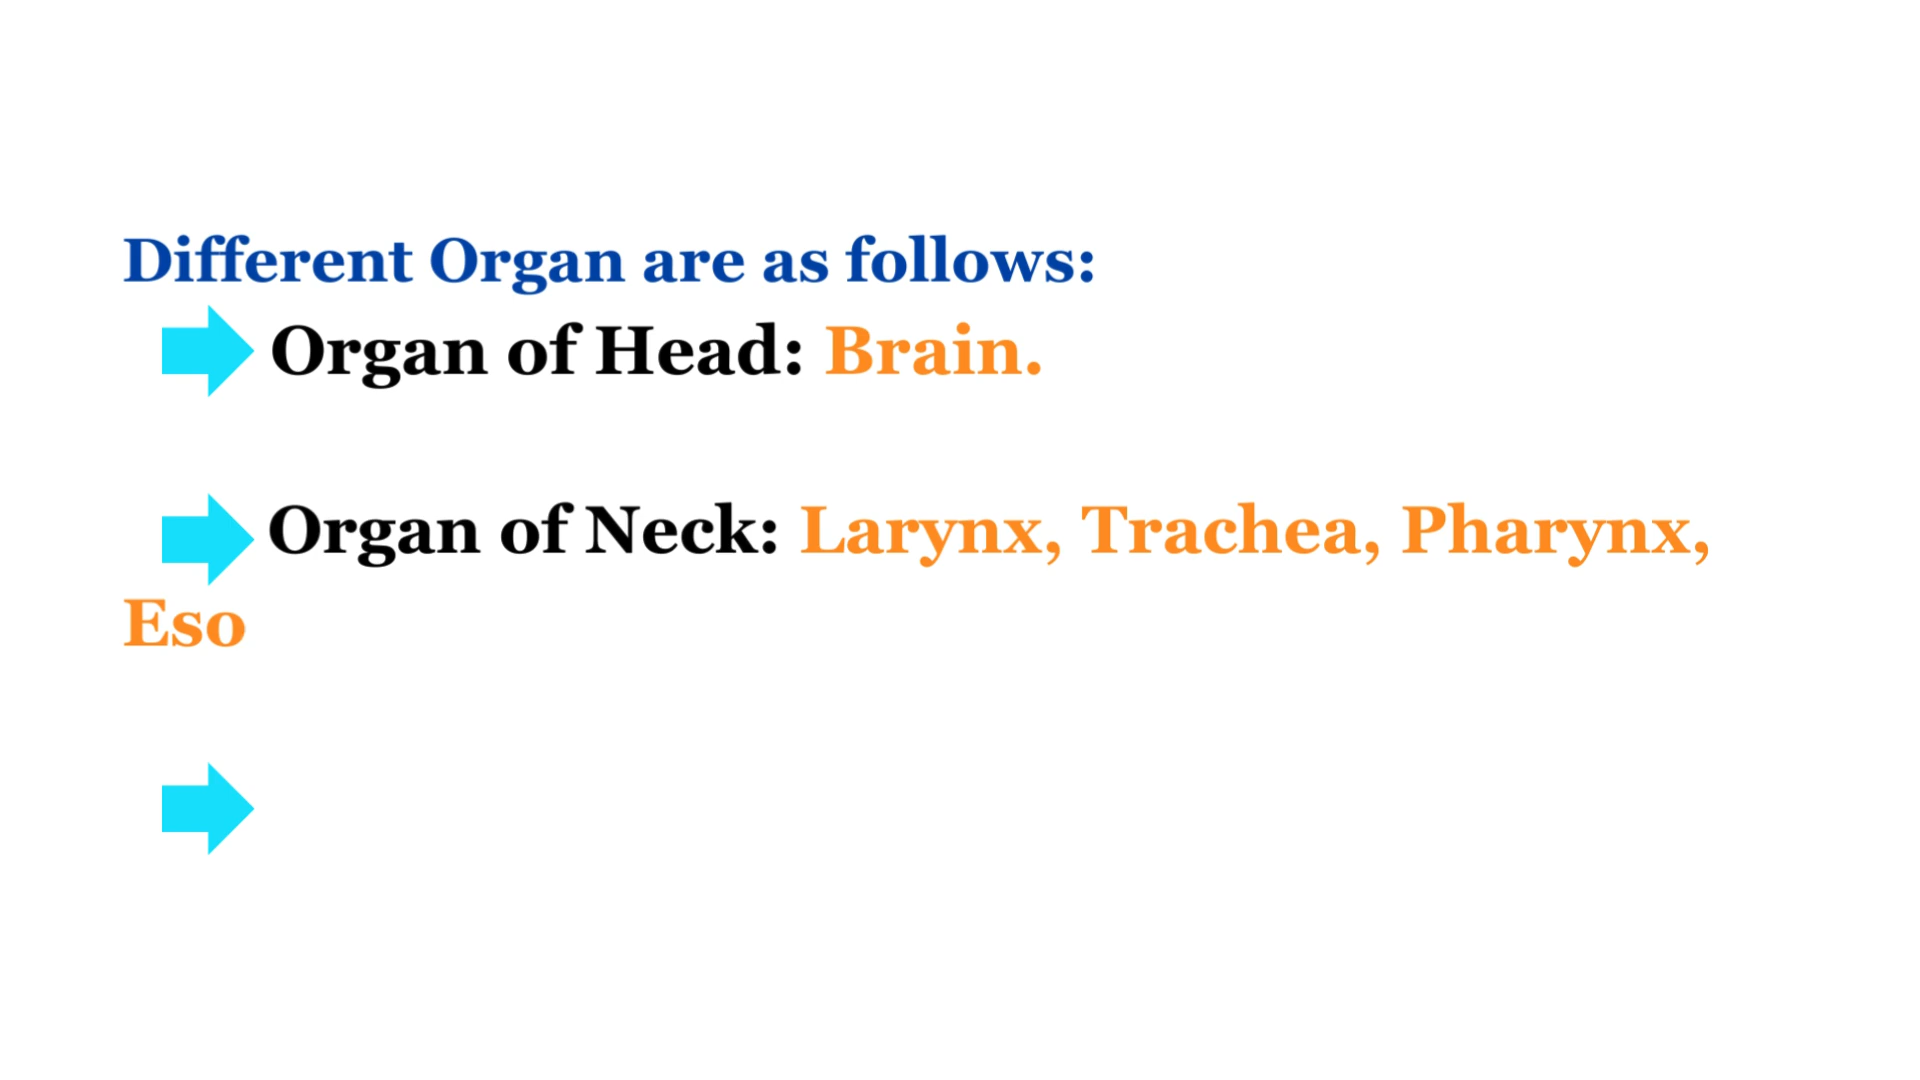 Different Organ are as follows:
Organ of Head: Brain.
Organ of Neck: Larynx, Trachea, Pharynx,
Eso